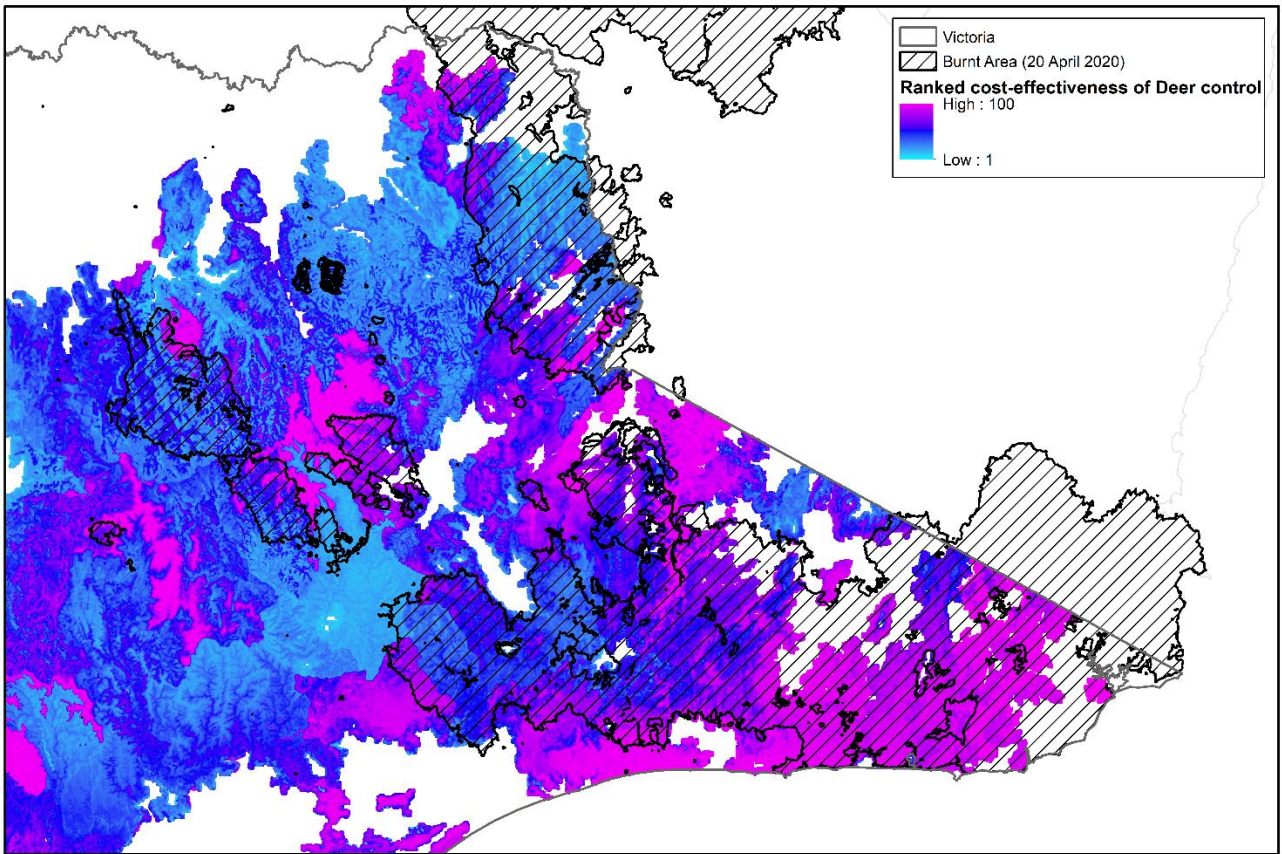 Victoria
Burnt Area (20 April 2020)
Ranked cost-effectiveness of Deer control
High : 100
Low : 1